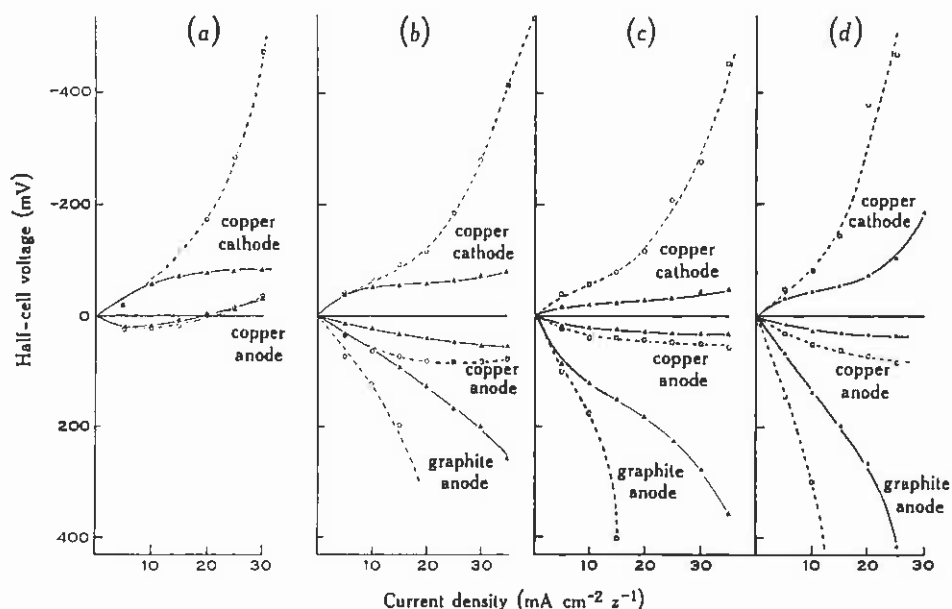 (a) (b) (c) (d)
-400
-200
0
200
400
Half-cell voltage (mV)
copper
cathode
copper
anode
copper
cathode
copper
anode
graphite
anode
copper
cathode
copper
anode
graphite
anode
copper
cathode
copper
anode
graphite
anode
10 20 30 10 20 30 10 20 30 10 20 30
Current density (mA cm⁻² z⁻¹)